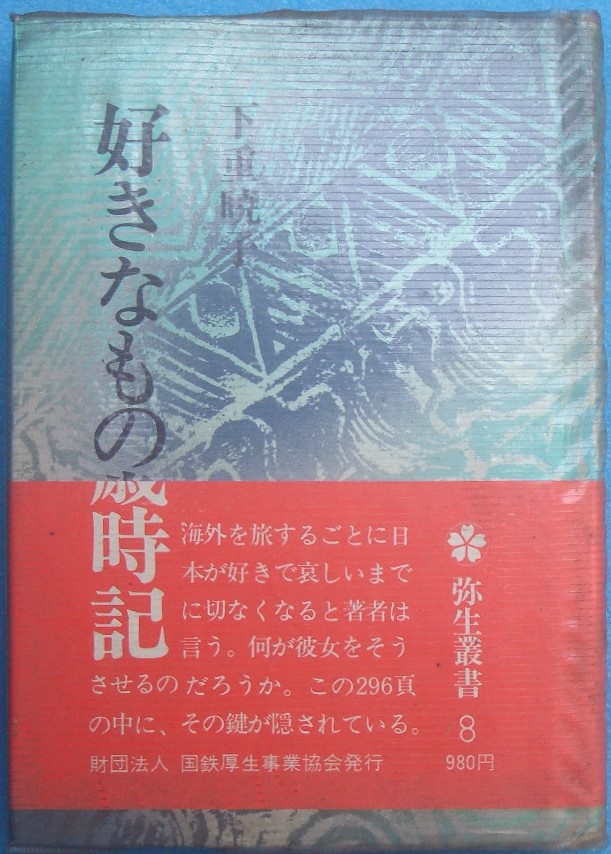 好きなもの歳時記
下重暁子
海外を旅するごとに日
本が好きで哀しいまで
に切なくなると著者は
言う。何が彼女をそう
させるのだろうか。この296頁
の中に、その鍵が隠されている。
財団法人 国鉄厚生事業協会発行
弥生叢書
8
980円